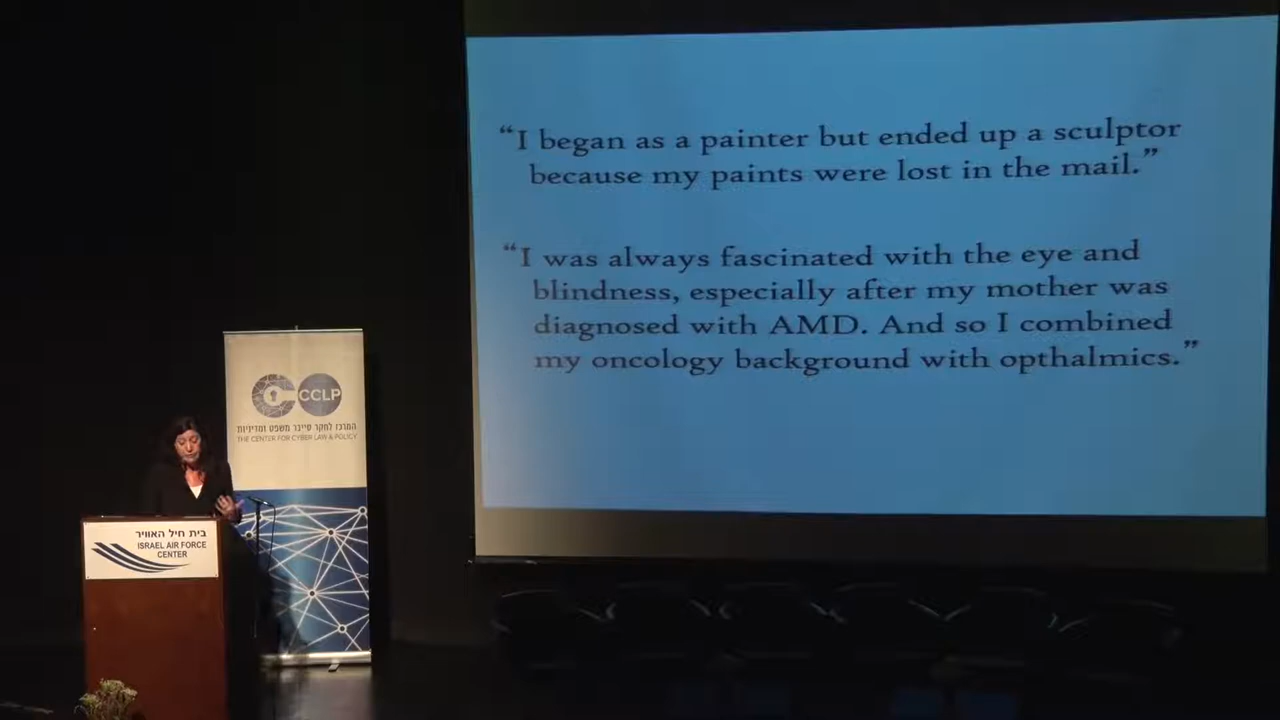 “I began as a painter but ended up a sculptor
because my paints were lost in the mail.”
“I was always fascinated with the eye and
blindness, especially after my mother was
diagnosed with AMD. And so I combined
my oncology background with opthalmics.”
CCLP
המרכז לחקר סייבר משפט ומדיניות
THE CENTER FOR CYBER LAW & POLICY
בית חיל האוויר
ISRAEL AIR FORCE
CENTER